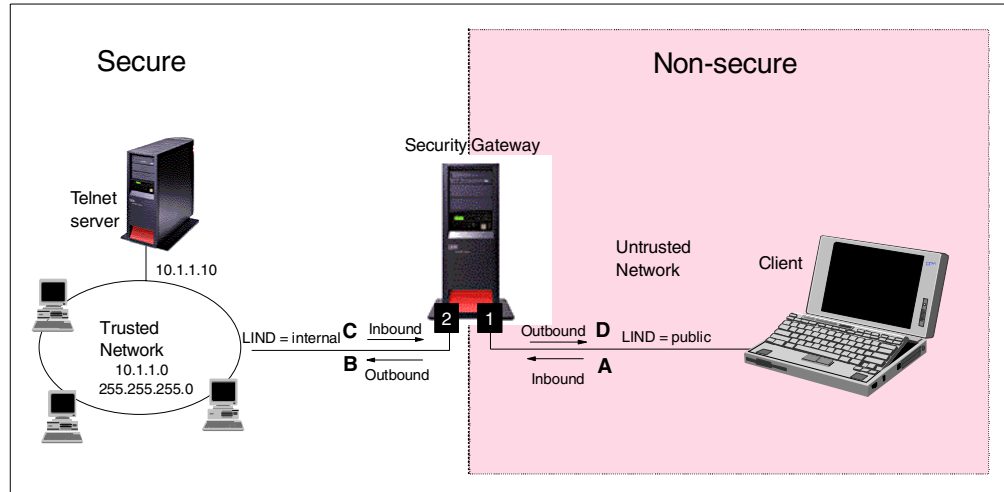 Secure
Non-secure
Security Gateway
Telnet
server
10.1.1.10
Untrusted
Network
Client
2
1
Trusted
Network
10.1.1.0
255.255.255.0
LIND = internal
C
Inbound
B
Outbound
Outbound
D
LIND = public
Inbound
A